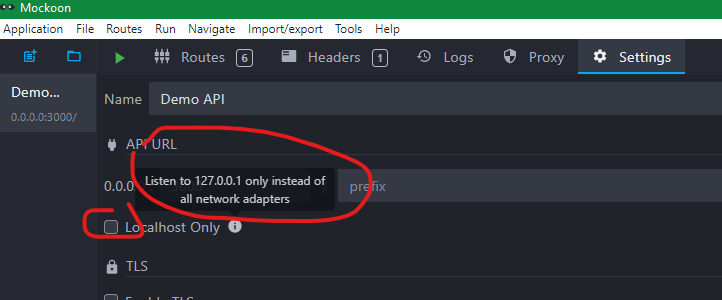 Mockoon
Application File Routes Run Navigate Import/export Tools Help
Routes 6 Headers 1 Logs Proxy Settings
Demo...
0.0.0.0:3000/
Name Demo API
API URL
Listen to 127.0.0.1 only instead of
all network adapters
0.0.0 prefix
Localhost Only
TLS
Enable TLS